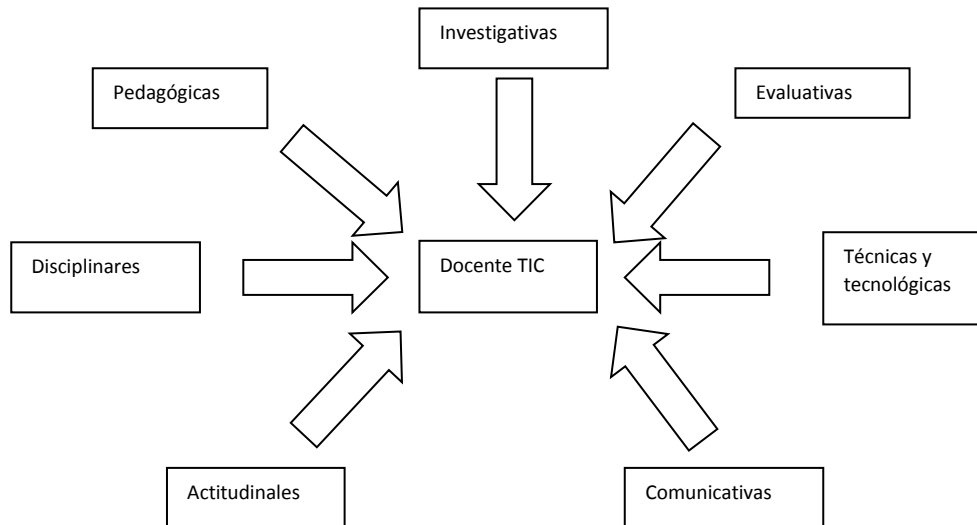 Investigativas
Pedagógicas
Evaluativas
Disciplinares
Docente TIC
Técnicas y
tecnológicas
Actitudinales
Comunicativas